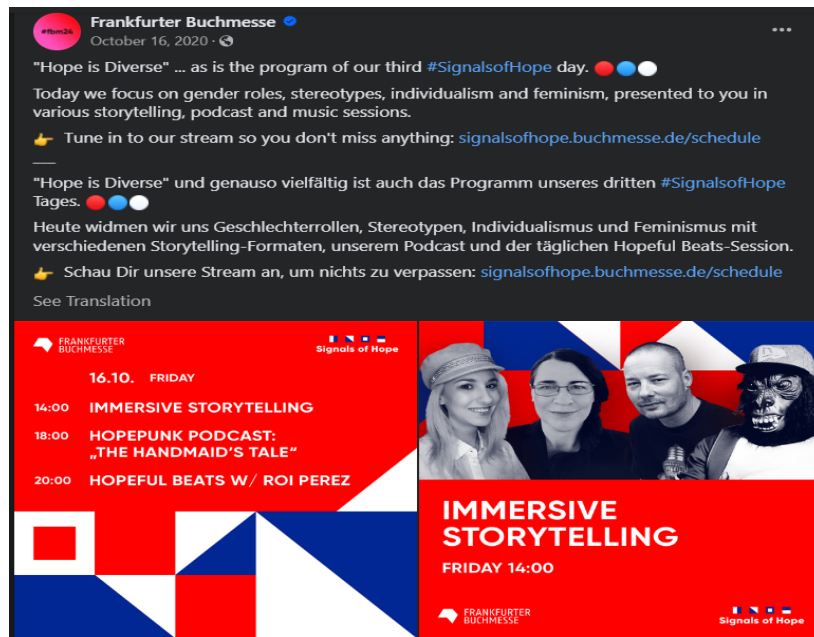 #fbm24
Frankfurter Buchmesse
October 16, 2020 ·
"Hope is Diverse" ... as is the program of our third #SignalsofHope day. 🔴🔵⚪
Today we focus on gender roles, stereotypes, individualism and feminism, presented to you in
various storytelling, podcast and music sessions.
👉 Tune in to our stream so you don't miss anything: signalsofhope.buchmesse.de/schedule
___
"Hope is Diverse" und genauso vielfältig ist auch das Programm unseres dritten #SignalsofHope
Tages. 🔴🔵⚪
Heute widmen wir uns Geschlechterrollen, Stereotypen, Individualismus und Feminismus mit
verschiedenen Storytelling-Formaten, unserem Podcast und der täglichen Hopeful Beats-Session.
👉 Schau Dir unsere Stream an, um nichts zu verpassen: signalsofhope.buchmesse.de/schedule
See Translation
FRANKFURTER
BUCHMESSE
Signals of Hope
16.10. FRIDAY
14:00 IMMERSIVE STORYTELLING
18:00 HOPEPUNK PODCAST:
„THE HANDMAID'S TALE“
20:00 HOPEFUL BEATS W/ ROI PEREZ
IMMERSIVE
STORYTELLING
FRIDAY 14:00
FRANKFURTER
BUCHMESSE
Signals of Hope